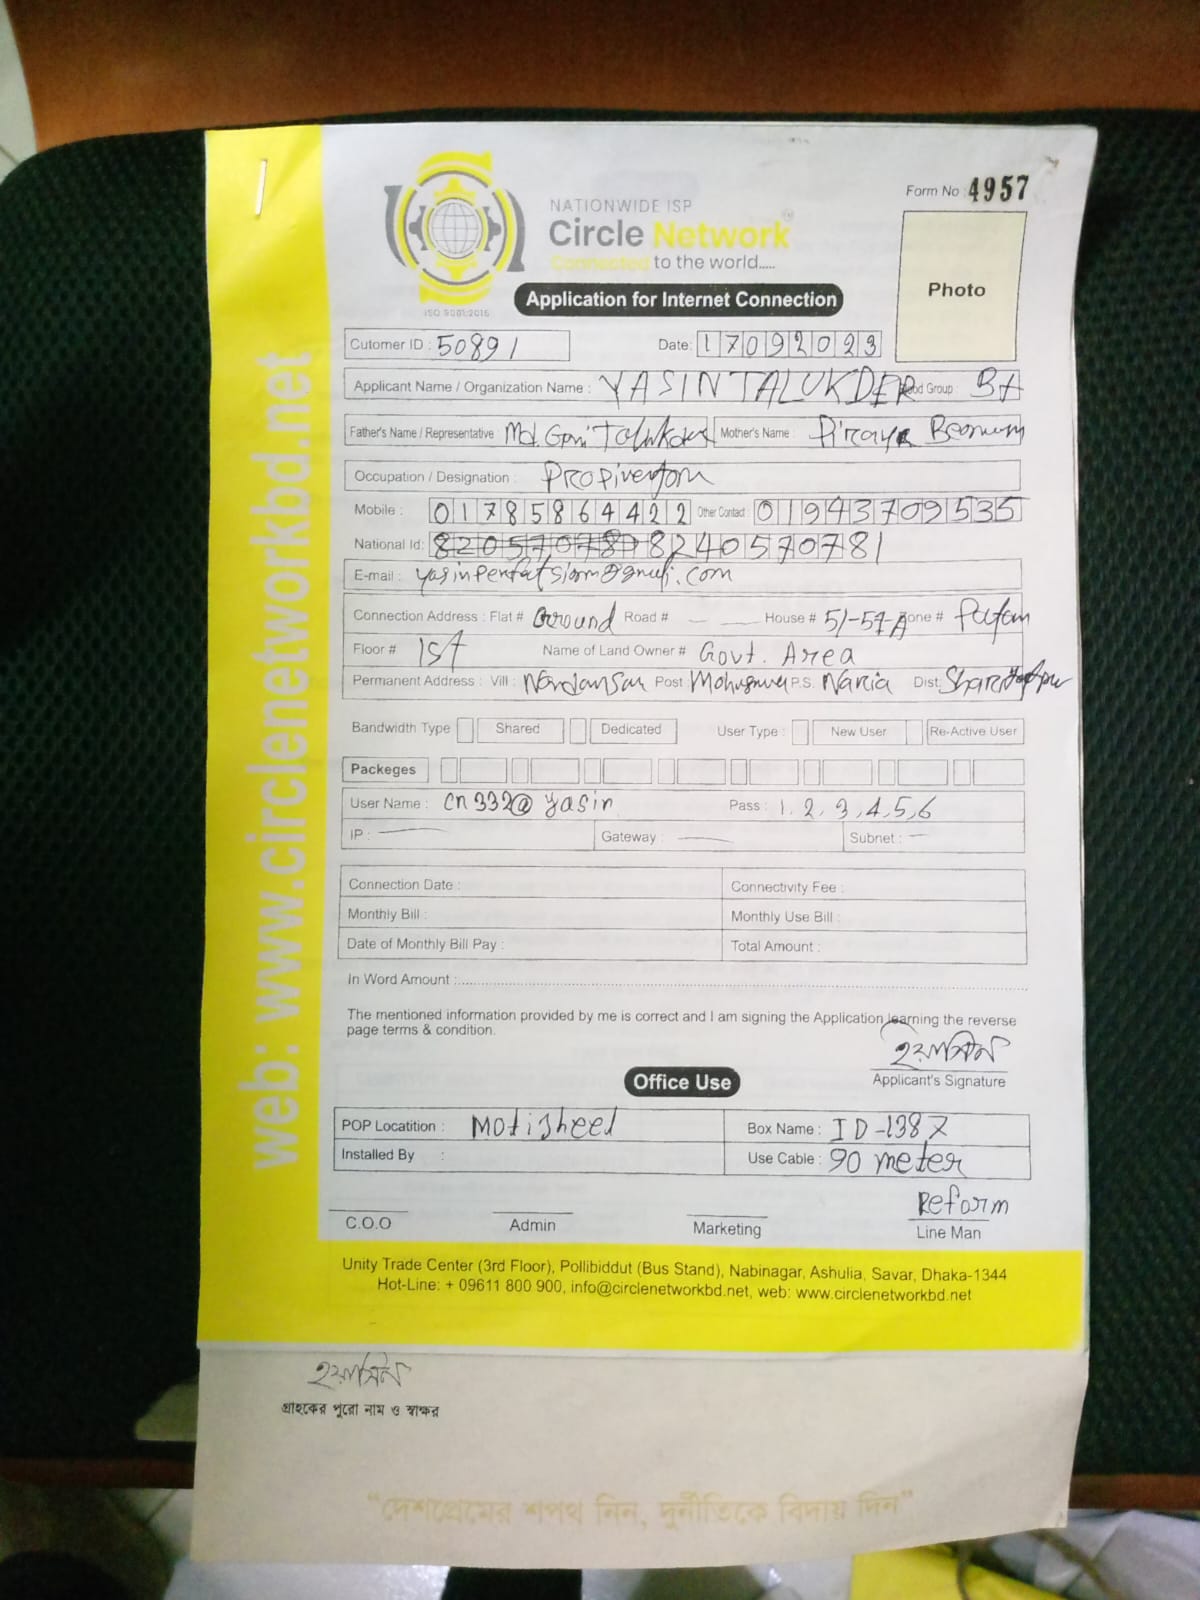 Form No : 4957
NATIONWIDE ISP
Circle Network
Connected to the world.....
ISO 9001:2015
Photo
Application for Internet Connection
Cutomer ID : 50891 Date: 17092023
Applicant Name / Organization Name : YASIN TALUKDER Group : B+
Father's Name / Representative Md. Goni Talukder Mother's Name : Begum
Occupation / Designation :
Mobile : 01785864422 Other Contact : 01943709535
National Id: 8240570781
E-mail :
Connection Address : Flat # Ground Road # — — House # 51-57-A Zone #
Floor # 1st Name of Land Owner # Govt. Area
Permanent Address : Vill : Post P.S. Naria Dist.
Bandwidth Type Shared Dedicated User Type : New User Re-Active User
Packeges
User Name : cn332@yasin Pass : 1,2,3,4,5,6
IP : — Gateway : — Subnet : —
Connection Date : Connectivity Fee :
Monthly Bill : Monthly Use Bill :
Date of Monthly Bill Pay : Total Amount :
In Word Amount :
The mentioned information provided by me is correct and I am signing the Application learning the reverse
page terms & condition.
ইয়াসিন
Applicant's Signature
Office Use
POP Locatition : Motijheel Box Name : ID-1387
Installed By : Use Cable : 90 meter
Reform
C.O.O Admin Marketing Line Man
Unity Trade Center (3rd Floor), Pollibiddut (Bus Stand), Nabinagar, Ashulia, Savar, Dhaka-1344
Hot-Line: + 09611 800 900, info@circlenetworkbd.net, web: www.circlenetworkbd.net
web: www.circlenetworkbd.net
ইয়াসিন
গ্রাহকের পুরো নাম ও স্বাক্ষর
“দেশপ্রেমের শপথ নিন, দুর্নীতিকে বিদায় দিন”